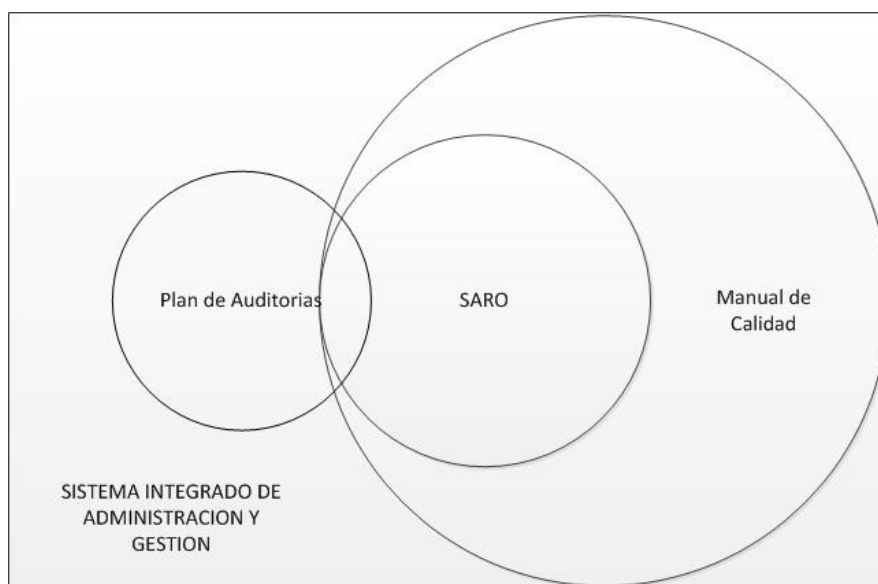 Plan de Auditorias
SARO
Manual de
Calidad
SISTEMA INTEGRADO DE
ADMINISTRACION Y
GESTION